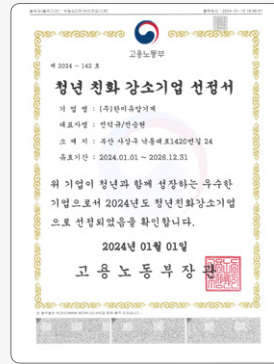 고용노동부
제 2024 - 142 호
청년 친화 강소기업 선정서
기 업 명 : (주)한미유압기계
대표자명 : 전덕규/전승원
소 재 지 : 부산 사상구 낙동대로1420번길 24
유효기간 : 2024.01.01 ~ 2026.12.31
위 기업이 청년과 함께 성장하는 우수한
기업으로서 2024년도 청년친화강소기업
으로 선정되었음을 확인합니다.
2024년 01월 01일
고 용 노 동 부 장 관